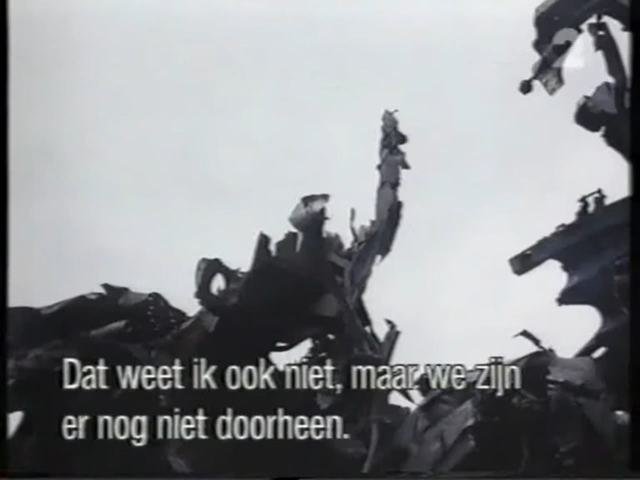 Dat weet ik ook niet, maar we zijn
er nog niet doorheen.